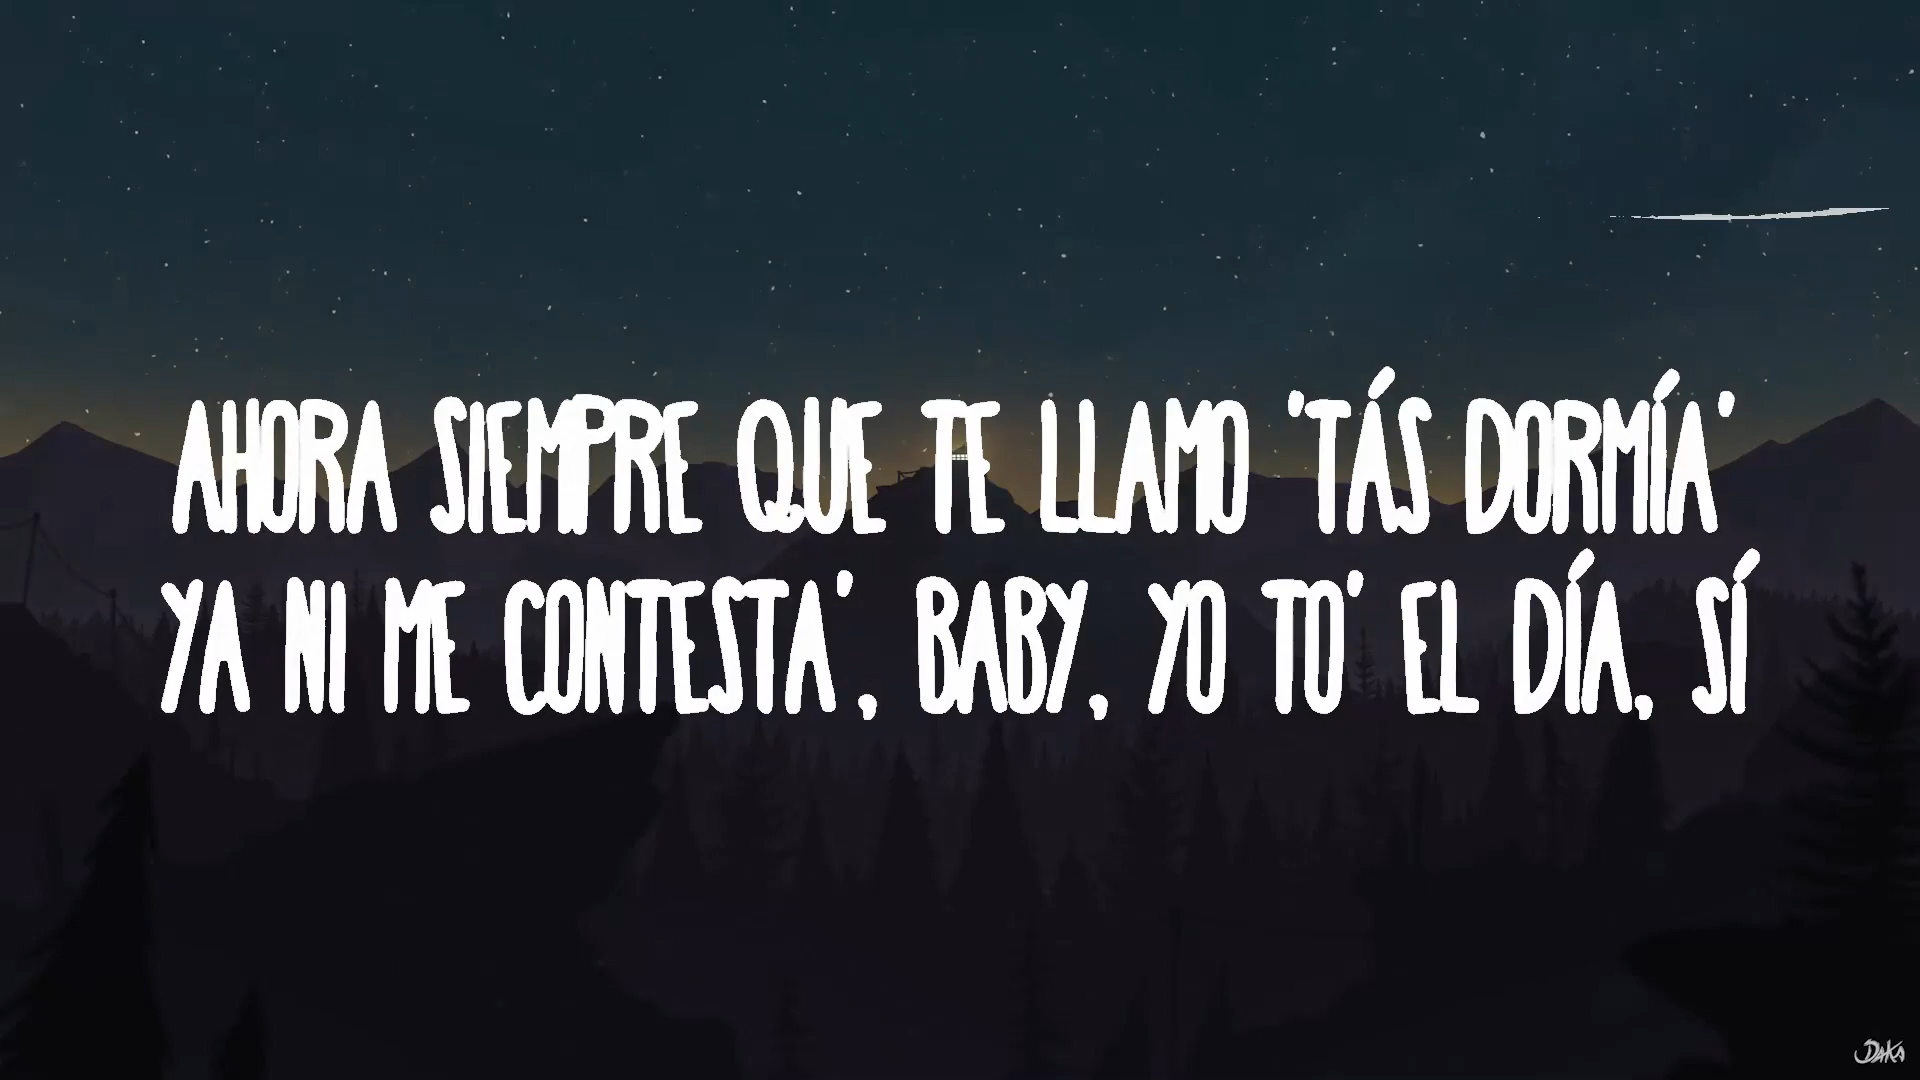 AHORA SIEMPRE QUE TE LLAMO 'TÁS DORMÍA'
YA NI ME CONTESTA', BABY, YO TO' EL DÍA, SÍ
DAKA